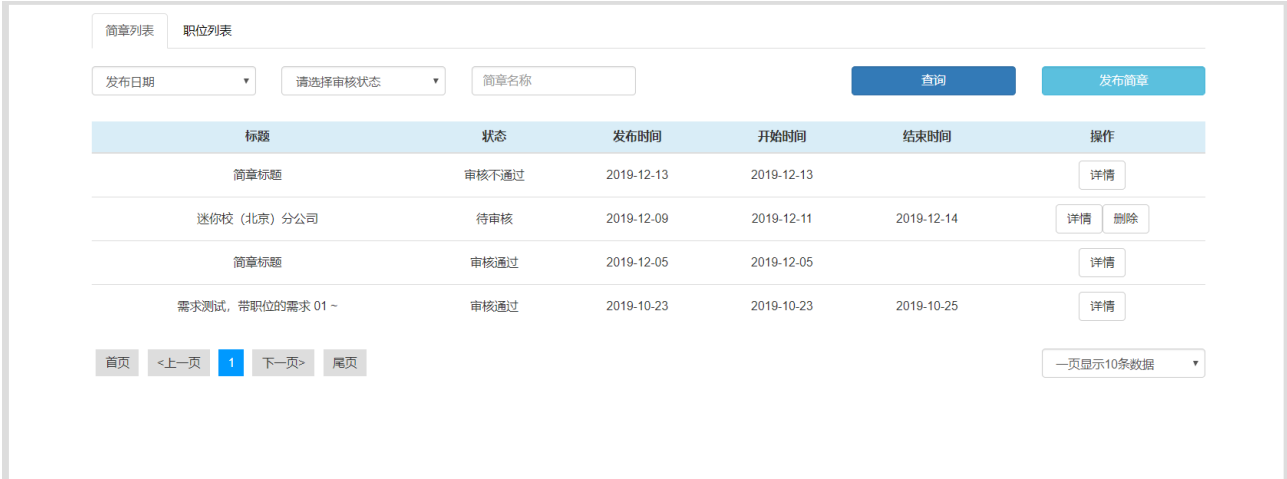 简章列表 职位列表
发布日期 请选择审核状态 简章名称 查询 发布简章
标题 状态 发布时间 开始时间 结束时间 操作
简章标题 审核不通过 2019-12-13 2019-12-13 详情
迷你校（北京）分公司 待审核 2019-12-09 2019-12-11 2019-12-14 详情 删除
简章标题 审核通过 2019-12-05 2019-12-05 详情
需求测试，带职位的需求 01 ~ 审核通过 2019-10-23 2019-10-23 2019-10-25 详情
首页 <上一页 1 下一页> 尾页 一页显示10条数据